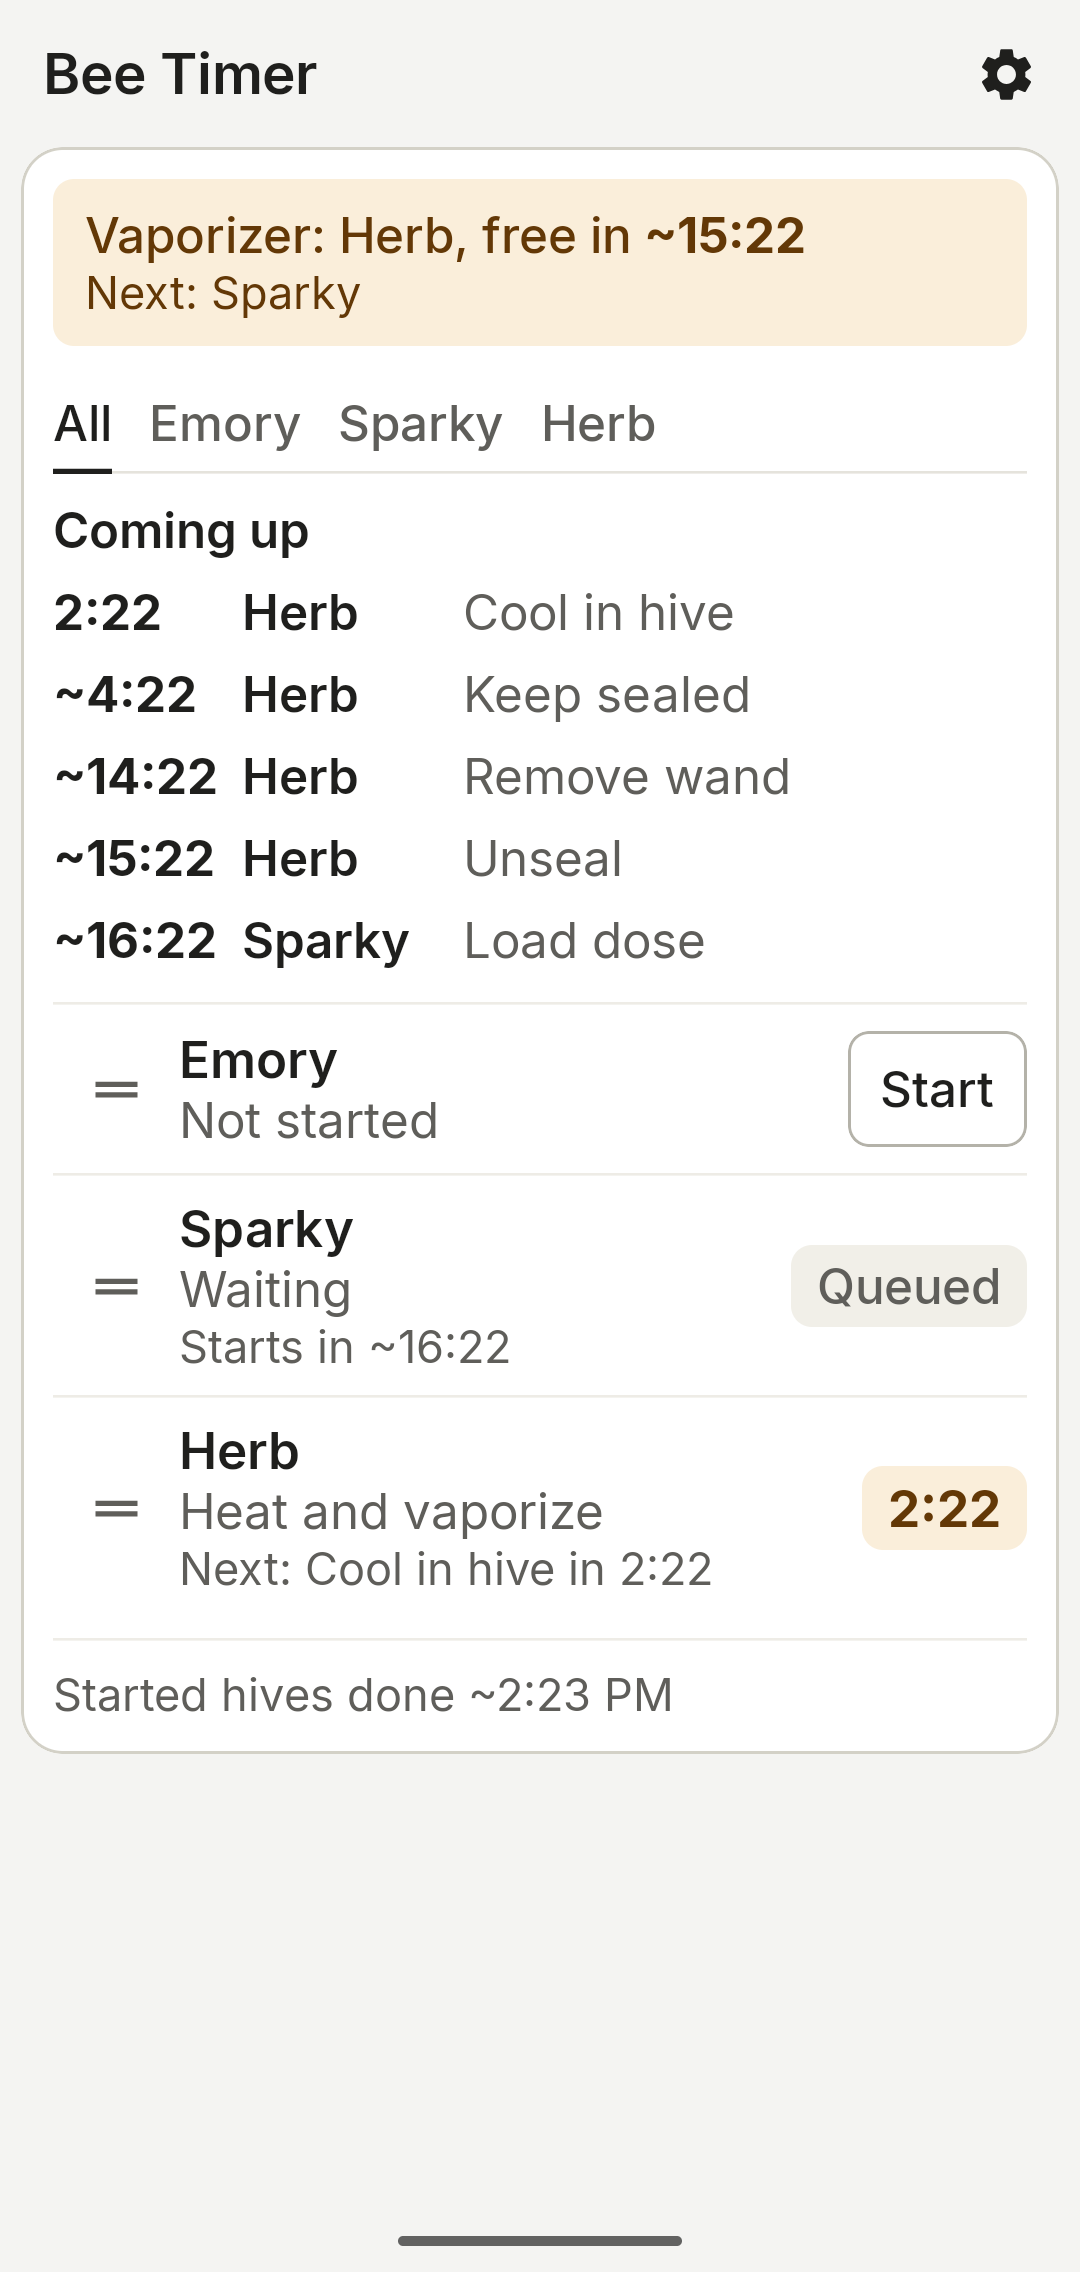 Bee Timer
Vaporizer: Herb, free in ~15:22
Next: Sparky
All Emory Sparky Herb
Coming up
2:22 Herb Cool in hive
~4:22 Herb Keep sealed
~14:22 Herb Remove wand
~15:22 Herb Unseal
~16:22 Sparky Load dose
Emory
Not started
Start
Sparky
Waiting
Starts in ~16:22
Queued
Herb
Heat and vaporize
Next: Cool in hive in 2:22
2:22
Started hives done ~2:23 PM